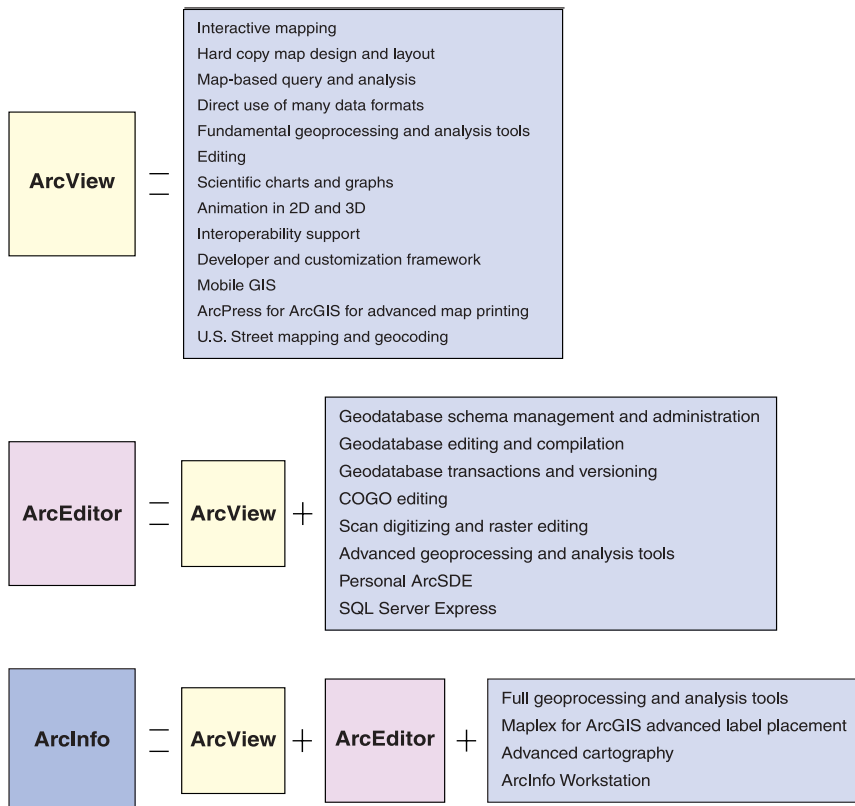 Interactive mapping
Hard copy map design and layout
Map-based query and analysis
Direct use of many data formats
Fundamental geoprocessing and analysis tools
Editing
Scientific charts and graphs
Animation in 2D and 3D
Interoperability support
Developer and customization framework
Mobile GIS
ArcPress for ArcGIS for advanced map printing
U.S. Street mapping and geocoding
ArcView =
Geodatabase schema management and administration
Geodatabase editing and compilation
Geodatabase transactions and versioning
COGO editing
Scan digitizing and raster editing
Advanced geoprocessing and analysis tools
Personal ArcSDE
SQL Server Express
ArcEditor = ArcView +
Full geoprocessing and analysis tools
Maplex for ArcGIS advanced label placement
Advanced cartography
ArcInfo Workstation
ArcInfo = ArcView + ArcEditor +